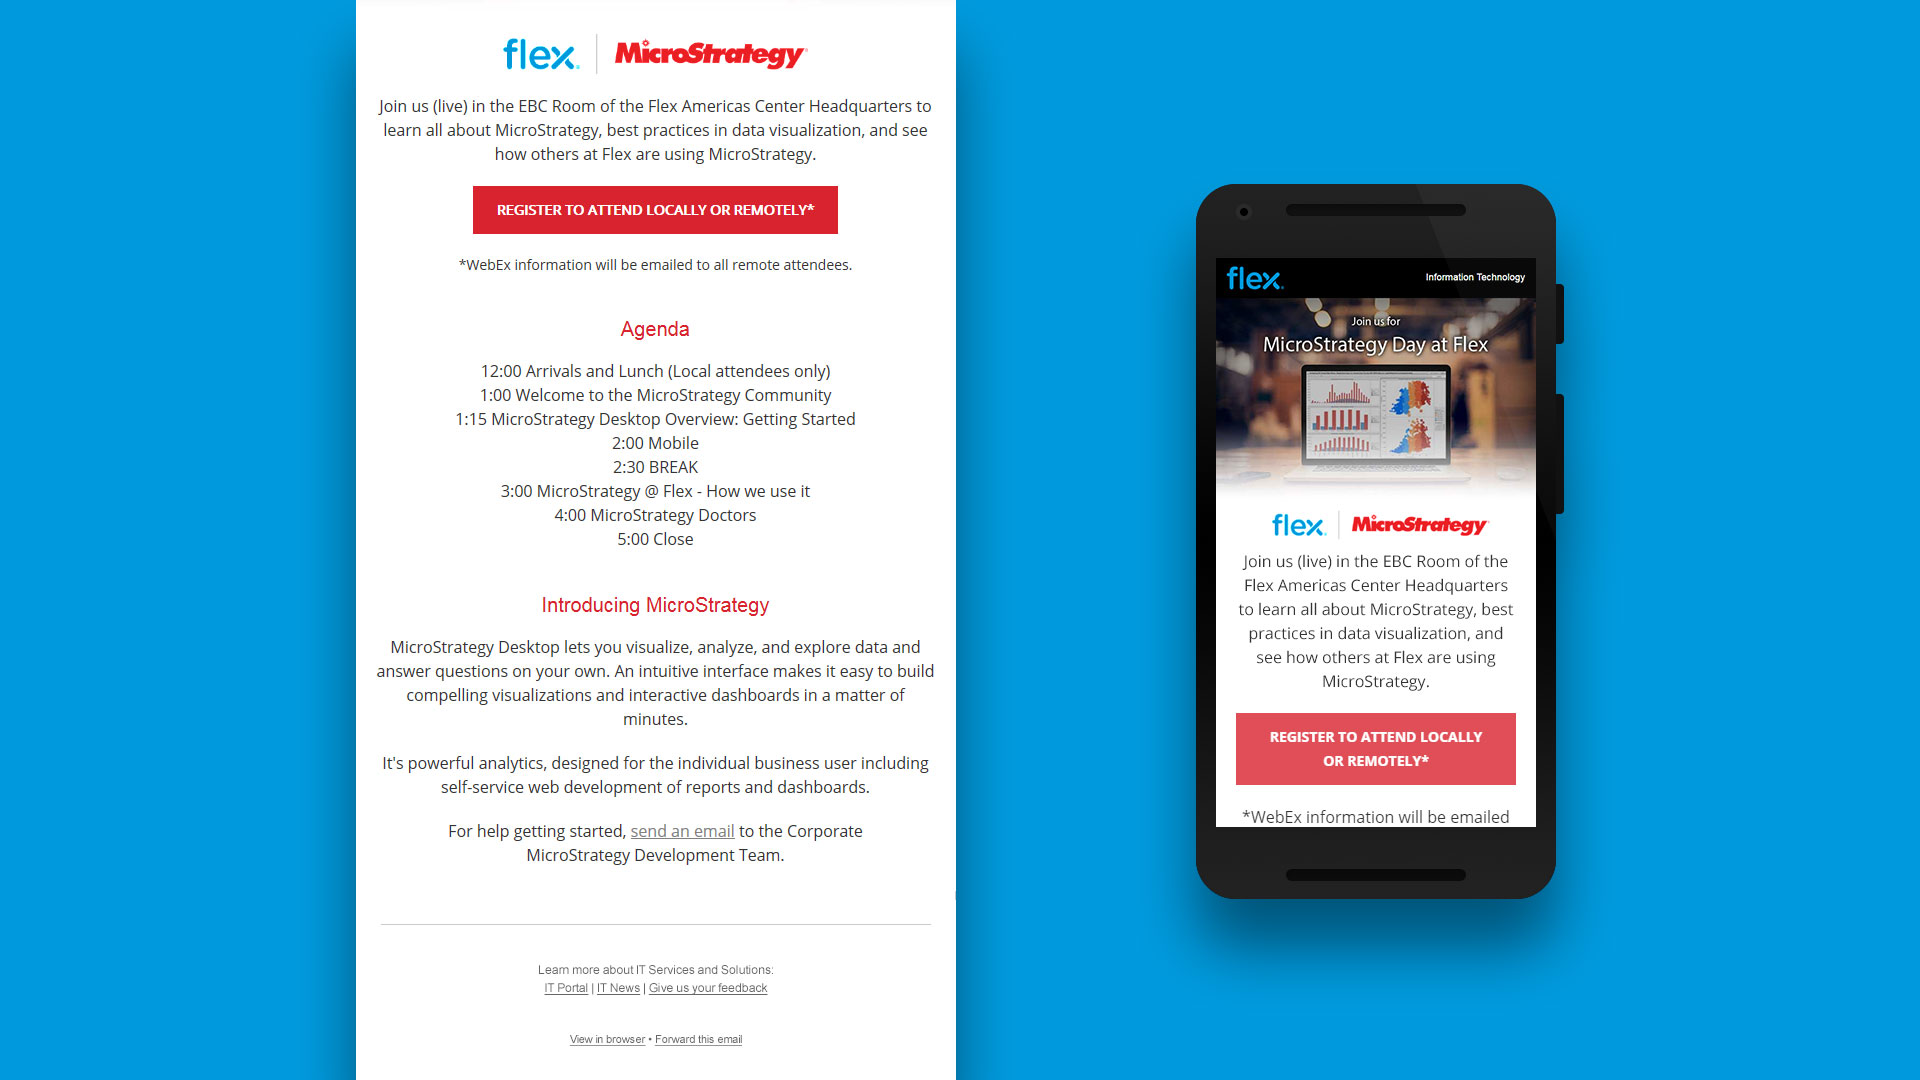 flex.
MicroStrategy
Join us (live) in the EBC Room of the Flex Americas Center Headquarters to
learn all about MicroStrategy, best practices in data visualization, and see
how others at Flex are using MicroStrategy.
REGISTER TO ATTEND LOCALLY OR REMOTELY*
*WebEx information will be emailed to all remote attendees.
Agenda
12:00 Arrivals and Lunch (Local attendees only)
1:00 Welcome to the MicroStrategy Community
1:15 MicroStrategy Desktop Overview: Getting Started
2:00 Mobile
2:30 BREAK
3:00 MicroStrategy @ Flex - How we use it
4:00 MicroStrategy Doctors
5:00 Close
Introducing MicroStrategy
MicroStrategy Desktop lets you visualize, analyze, and explore data and
answer questions on your own. An intuitive interface makes it easy to build
compelling visualizations and interactive dashboards in a matter of
minutes.
It's powerful analytics, designed for the individual business user including
self-service web development of reports and dashboards.
For help getting started, send an email to the Corporate
MicroStrategy Development Team.
Learn more about IT Services and Solutions:
IT Portal | IT News | Give us your feedback
View in browser • Forward this email
flex.
Information Technology
Join us for
MicroStrategy Day at Flex
flex.
MicroStrategy
Join us (live) in the EBC Room of the
Flex Americas Center Headquarters
to learn all about MicroStrategy, best
practices in data visualization, and
see how others at Flex are using
MicroStrategy.
REGISTER TO ATTEND LOCALLY
OR REMOTELY*
*WebEx information will be emailed